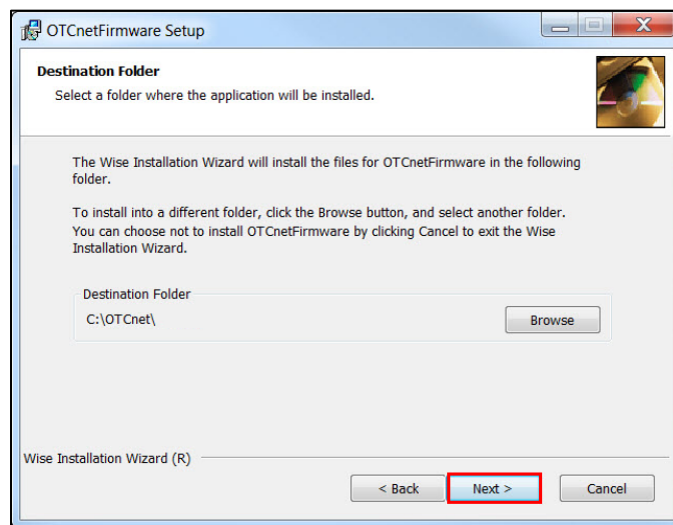 OTCnetFirmware Setup
X
Destination Folder
Select a folder where the application will be installed.
The Wise Installation Wizard will install the files for OTCnetFirmware in the following
folder.
To install into a different folder, click the Browse button, and select another folder.
You can choose not to install OTCnetFirmware by clicking Cancel to exit the Wise
Installation Wizard.
Destination Folder
C:\OTCnet\
Browse
Wise Installation Wizard (R)
< Back
Next >
Cancel